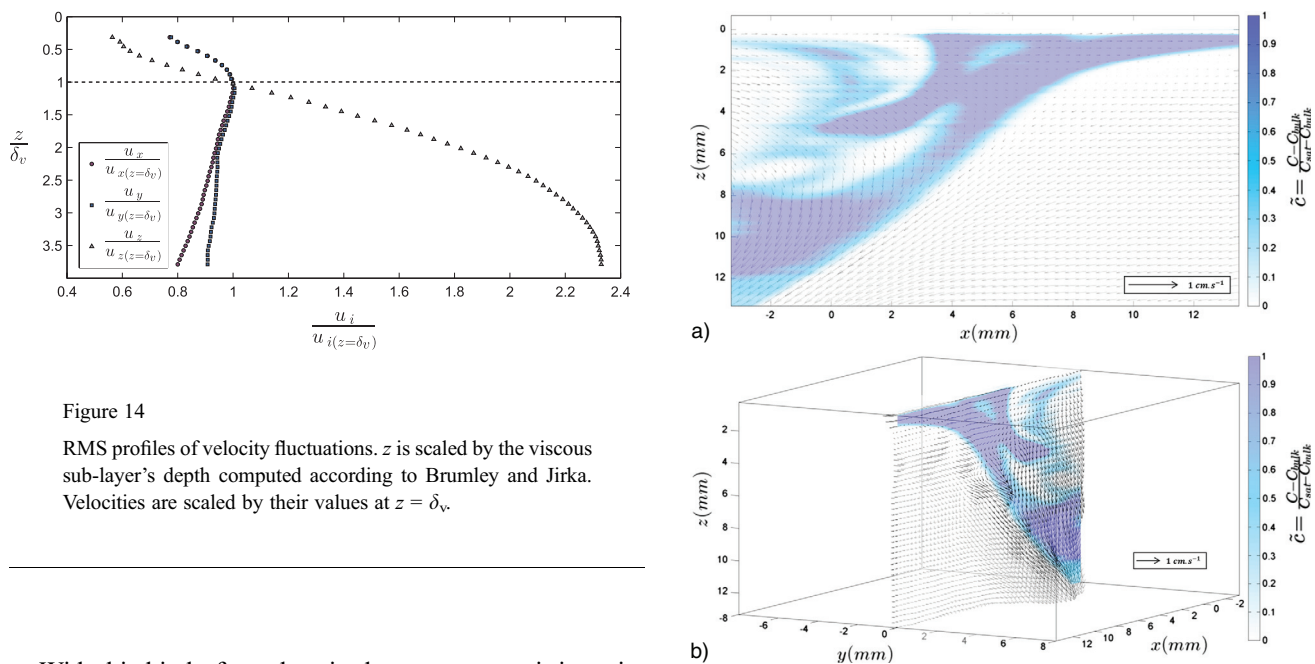 0
0.5
1
1.5
2
2.5
3
3.5
z
δv
u x
u x(z=δv)
u y
u y(z=δv)
u z
u z(z=δv)
0.4 0.6 0.8 1 1.2 1.4 1.6 1.8 2 2.2 2.4
u i
u i(z=δv)
Figure 14
RMS profiles of velocity fluctuations. z is scaled by the viscous
sub-layer's depth computed according to Brumley and Jirka.
Velocities are scaled by their values at z = δv.
0
2
4
6
8
10
12
z(mm)
-2 0 2 4 6 8 10 12
x(mm)
1 cm.s⁻¹
a)
1
0.9
0.8
0.7
0.6
0.5
0.4
0.3
0.2
0.1
0
c̃= C-Cbulk
Csat-Cbulk
2
4
6
8
10
12
z(mm)
-8 -6 -4 -2 0 2 4 6 8
y(mm)
12 10 8 6 4 2 0 -2
x(mm)
1 cm.s⁻¹
b)
1
0.9
0.8
0.7
0.6
0.5
0.4
0.3
0.2
0.1
0
c̃= C-Cbulk
Csat-Cbulk